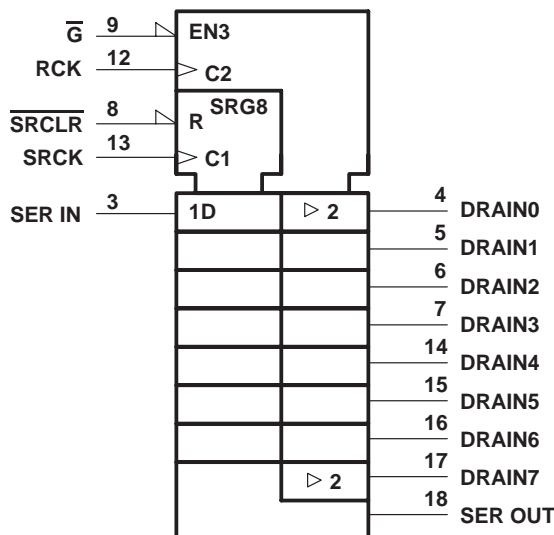 G 9 EN3
RCK 12 C2
SRG8
SRCLR 8 R
SRCK 13 C1
SER IN 3 1D 2 4 DRAIN0
5 DRAIN1
6 DRAIN2
7 DRAIN3
14 DRAIN4
15 DRAIN5
16 DRAIN6
2 17 DRAIN7
18 SER OUT